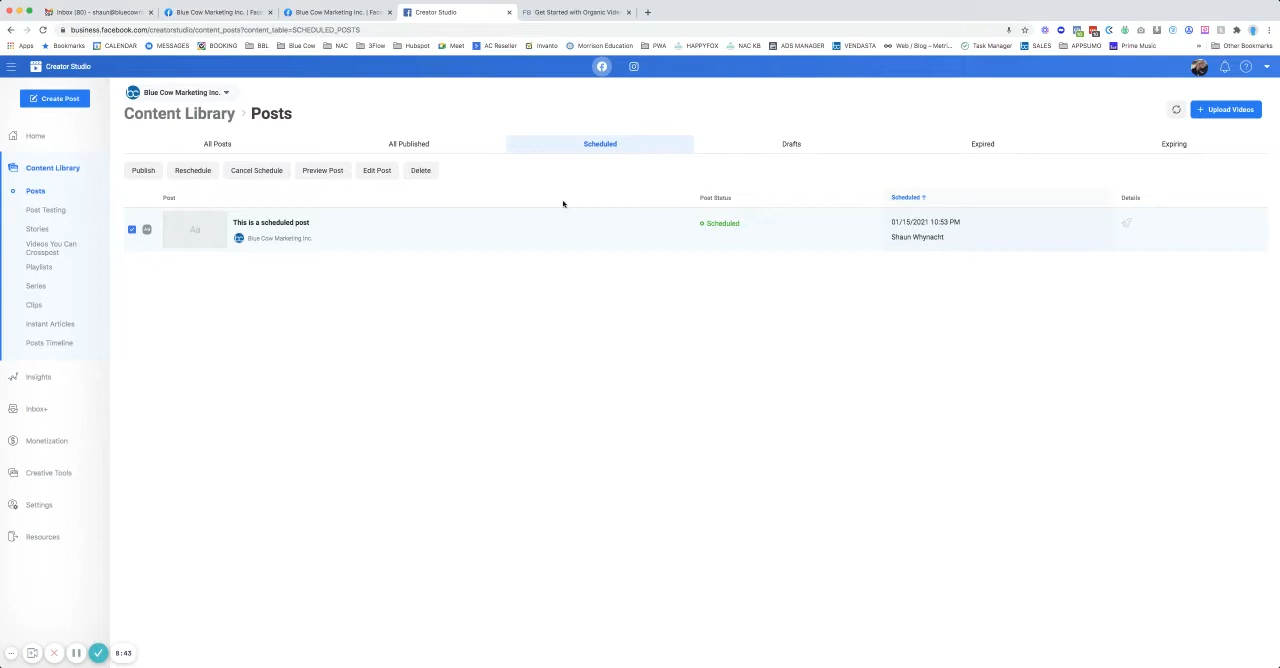 Inbox (80) - shaun@bluecowm
Blue Cow Marketing Inc. | Face
Blue Cow Marketing Inc. | Face
Creator Studio
FB Get Started with Organic Video
business.facebook.com/creatorstudio/content_posts?content_table=SCHEDULED_POSTS
Apps Bookmarks CALENDAR MESSAGES BOOKING BBL Blue Cow NAC 3Flow Hubspot Meet AC Reseller Invanto Morrison Education PWA HAPPYFOX NAC KB ADS MANAGER VENDASTA Web / Blog – Metri... Task Manager SALES APPSUMO Prime Music » Other Bookmarks
Creator Studio
Create Post
Blue Cow Marketing Inc.
Content Library > Posts
+ Upload Videos
All Posts All Published Scheduled Drafts Expired Expiring
Publish Reschedule Cancel Schedule Preview Post Edit Post Delete
Post Post Status Scheduled Details
Aa
This is a scheduled post
Blue Cow Marketing Inc.
Scheduled
01/15/2021 10:53 PM
Shaun Whynacht
Home
Content Library
Posts
Post Testing
Stories
Videos You Can
Crosspost
Playlists
Series
Clips
Instant Articles
Posts Timeline
Insights
Inbox+
Monetization
Creative Tools
Settings
Resources
8:43